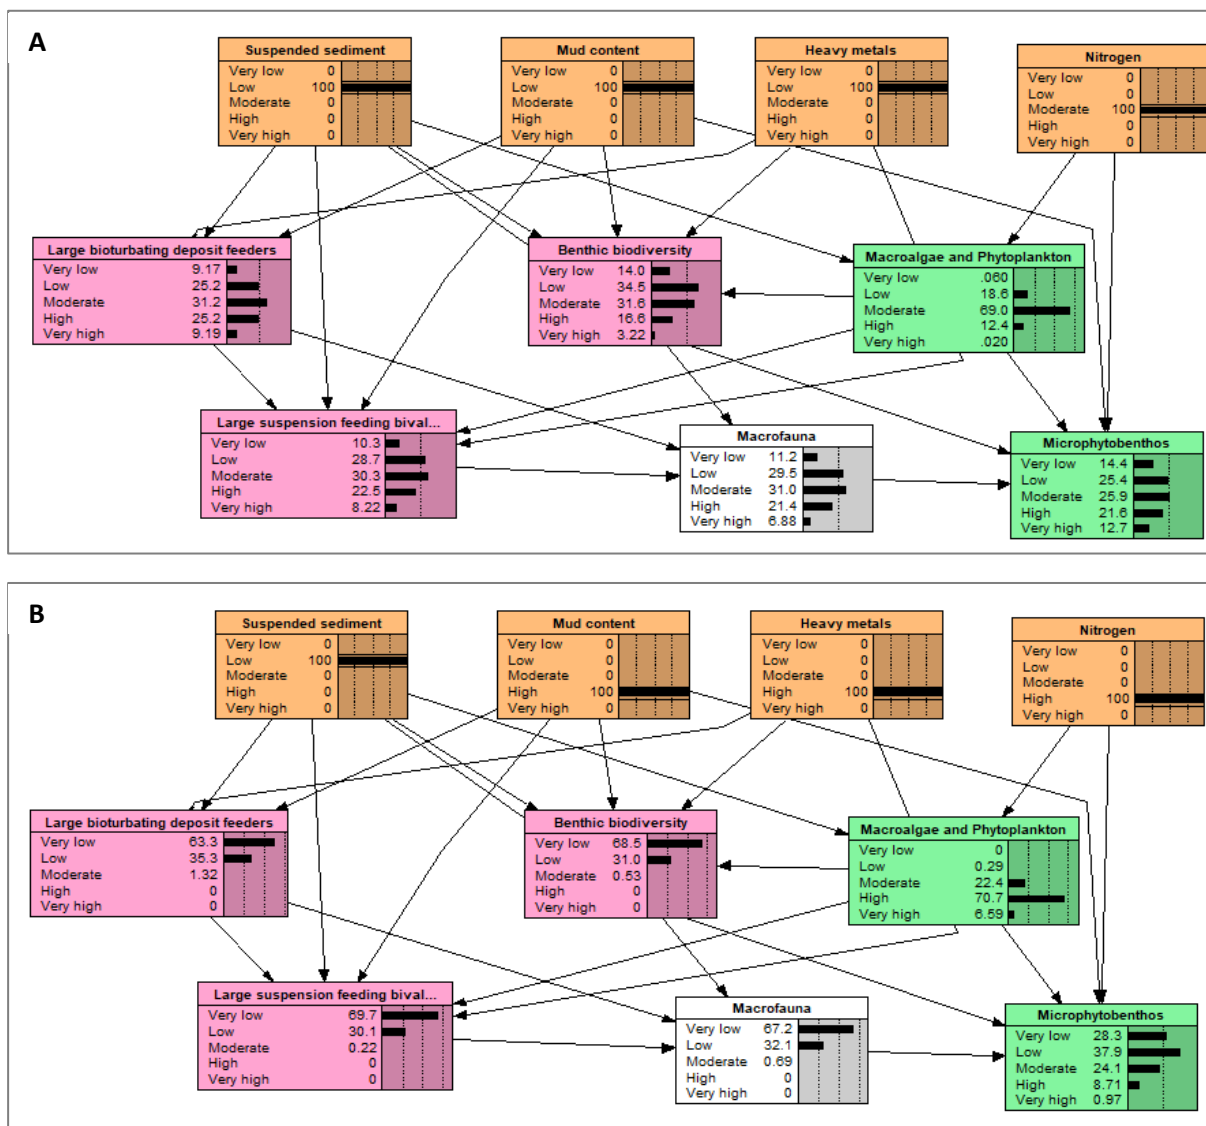 A
Suspended sediment
Very low 0
Low 100
Moderate 0
High 0
Very high 0
Mud content
Very low 0
Low 100
Moderate 0
High 0
Very high 0
Heavy metals
Very low 0
Low 100
Moderate 0
High 0
Very high 0
Nitrogen
Very low 0
Low 0
Moderate 100
High 0
Very high 0
Large bioturbating deposit feeders
Very low 9.17
Low 25.2
Moderate 31.2
High 25.2
Very high 9.19
Benthic biodiversity
Very low 14.0
Low 34.5
Moderate 31.6
High 16.6
Very high 3.22
Macroalgae and Phytoplankton
Very low .060
Low 18.6
Moderate 69.0
High 12.4
Very high .020
Large suspension feeding bival...
Very low 10.3
Low 28.7
Moderate 30.3
High 22.5
Very high 8.22
Macrofauna
Very low 11.2
Low 29.5
Moderate 31.0
High 21.4
Very high 6.88
Microphytobenthos
Very low 14.4
Low 25.4
Moderate 25.9
High 21.6
Very high 12.7
B
Suspended sediment
Very low 0
Low 100
Moderate 0
High 0
Very high 0
Mud content
Very low 0
Low 0
Moderate 0
High 100
Very high 0
Heavy metals
Very low 0
Low 0
Moderate 0
High 100
Very high 0
Nitrogen
Very low 0
Low 0
Moderate 0
High 100
Very high 0
Large bioturbating deposit feeders
Very low 63.3
Low 35.3
Moderate 1.32
High 0
Very high 0
Benthic biodiversity
Very low 68.5
Low 31.0
Moderate 0.53
High 0
Very high 0
Macroalgae and Phytoplankton
Very low 0
Low 0.29
Moderate 22.4
High 70.7
Very high 6.59
Large suspension feeding bival...
Very low 69.7
Low 30.1
Moderate 0.22
High 0
Very high 0
Macrofauna
Very low 67.2
Low 32.1
Moderate 0.69
High 0
Very high 0
Microphytobenthos
Very low 28.3
Low 37.9
Moderate 24.1
High 8.71
Very high 0.97